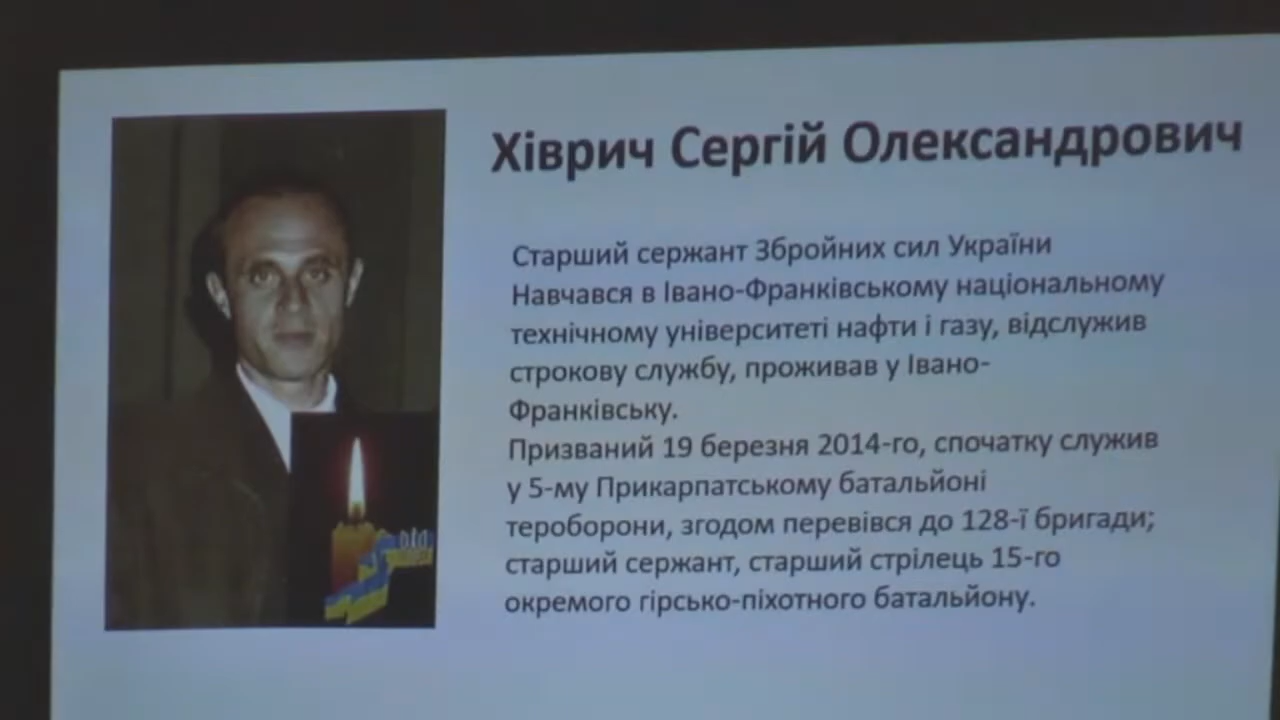 Хіврич Сергій Олександрович
Старший сержант Збройних сил України
Навчався в Івано-Франківському національному
технічному університеті нафти і газу, відслужив
строкову службу, проживав у Івано-
Франківську.
Призваний 19 березня 2014-го, спочатку служив
у 5-му Прикарпатському батальйоні
тероборони, згодом перевівся до 128-ї бригади;
старший сержант, старший стрілець 15-го
окремого гірсько-піхотного батальйону.